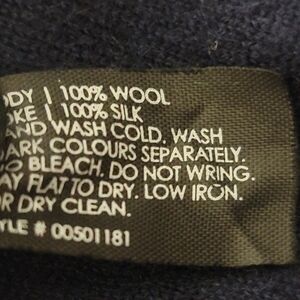 ODY | 100% WOOL
OKE | 100% SILK
AND WASH COLD. WASH
ARK COLOURS SEPARATELY.
O BLEACH. DO NOT WRING.
AY FLAT TO DRY. LOW IRON.
OR DRY CLEAN.
YLE # 00501181